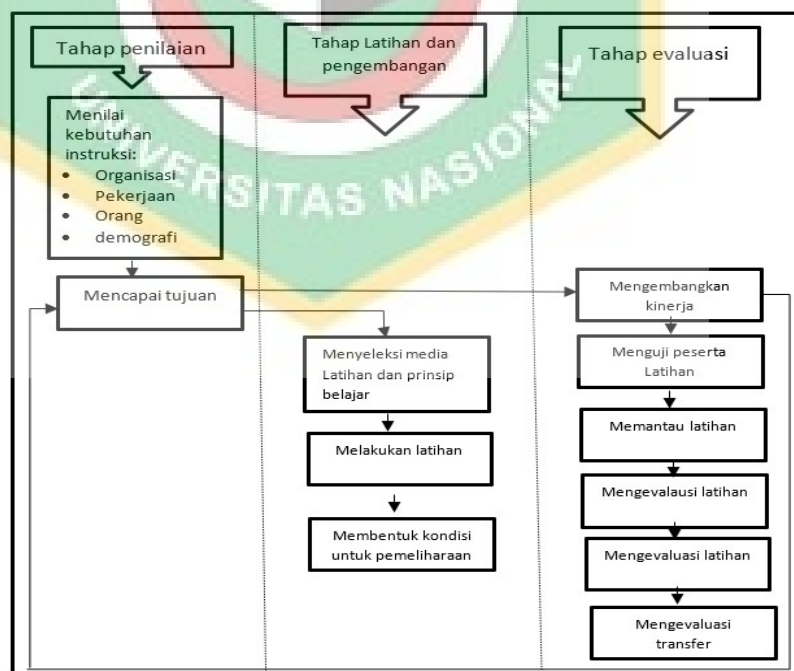 Tahap penilaian
Tahap Latihan dan
pengembangan
Tahap evaluasi
UNIVERSITAS NASIONAL
Menilai
kebutuhan
instruksi:
• Organisasi
• Pekerjaan
• Orang
• demografi
Mencapai tujuan
Menyeleksi media
Latihan dan prinsip
belajar
Melakukan latihan
Membentuk kondisi
untuk pemeliharaan
Mengembangkan
kinerja
Menguji peserta
Latihan
Memantau latihan
Mengevalausi latihan
Mengevaluasi latihan
Mengevaluasi
transfer